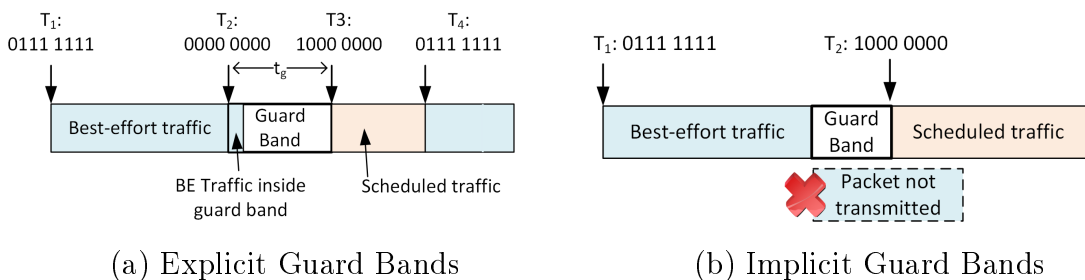 T1:
0111 1111
T2:
0000 0000
T3:
1000 0000
T4:
0111 1111
tg
Best-effort traffic
Guard
Band
BE Traffic inside
guard band
Scheduled traffic
(a) Explicit Guard Bands
T1: 0111 1111
T2: 1000 0000
Best-effort traffic
Guard
Band
Scheduled traffic
Packet not
transmitted
(b) Implicit Guard Bands